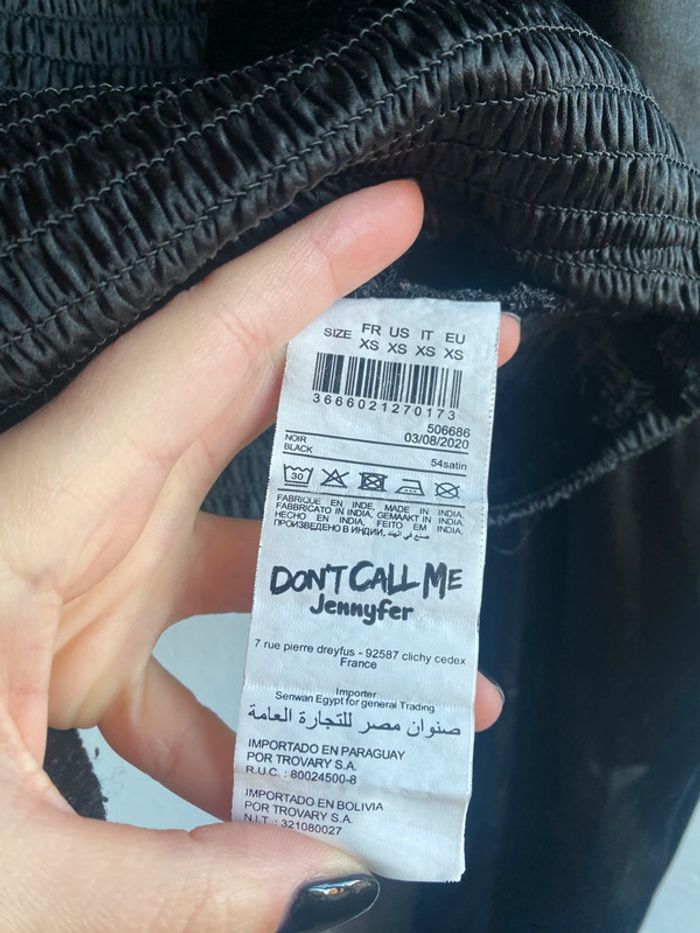 SIZE FR US IT EU
XS XS XS XS
3666021270173
506686
NOIR 03/08/2020
BLACK
54satin
30
FABRIQUE EN INDE, MADE IN INDIA,
FABBRICATO IN INDIA, GEMAAKT IN INDIA,
HECHO EN INDIA, FEITO EM INDIA,
ПРОИЗВЕДЕНО В ИНДИИ, صنع في الهند
DON'T CALL ME
Jennyfer
7 rue pierre dreyfus - 92587 clichy cedex
France
Importer
Senwan Egypt for general Trading
صنوان مصر للتجارة العامة
IMPORTADO EN PARAGUAY
POR TROVARY S.A.
R.U.C. : 80024500-8
IMPORTADO EN BOLIVIA
POR TROVARY S.A.
N.I.T. : 321080027